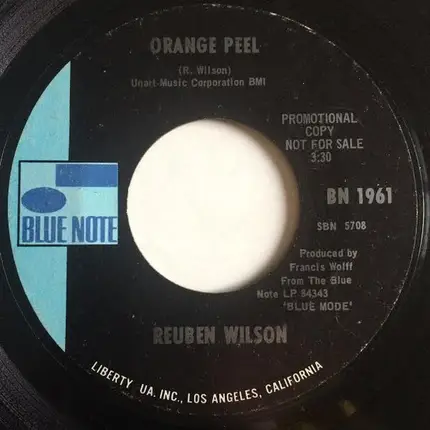 ORANGE PEEL
(R. Wilson)
Unart-Music Corporation BMI
PROMOTIONAL
COPY
NOT FOR SALE
3:30
BN 1961
SBN 5708
BLUE NOTE
Produced by
Francis Wolff
From The Blue
Note LP 84343
'BLUE MODE'
REUBEN WILSON
LIBERTY UA. INC., LOS ANGELES, CALIFORNIA